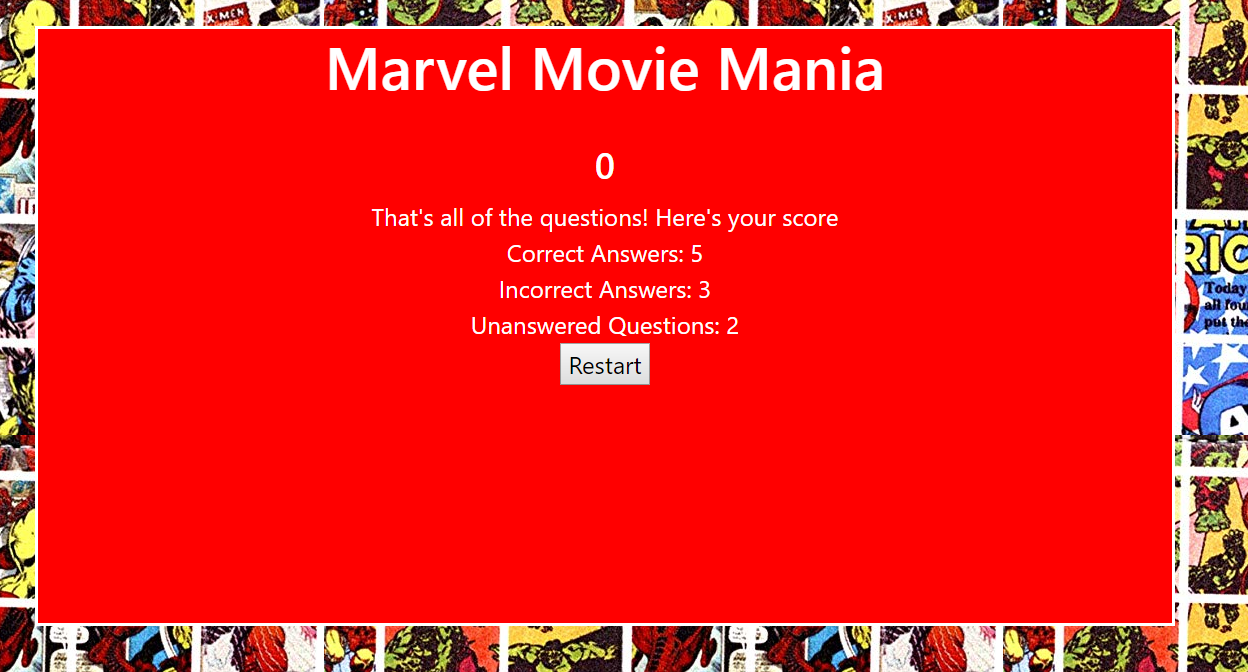 X-MEN
X-MEN
Marvel Movie Mania
0
That's all of the questions! Here's your score
Correct Answers: 5
Incorrect Answers: 3
Unanswered Questions: 2
Restart
RIC
Today
all fou
put the